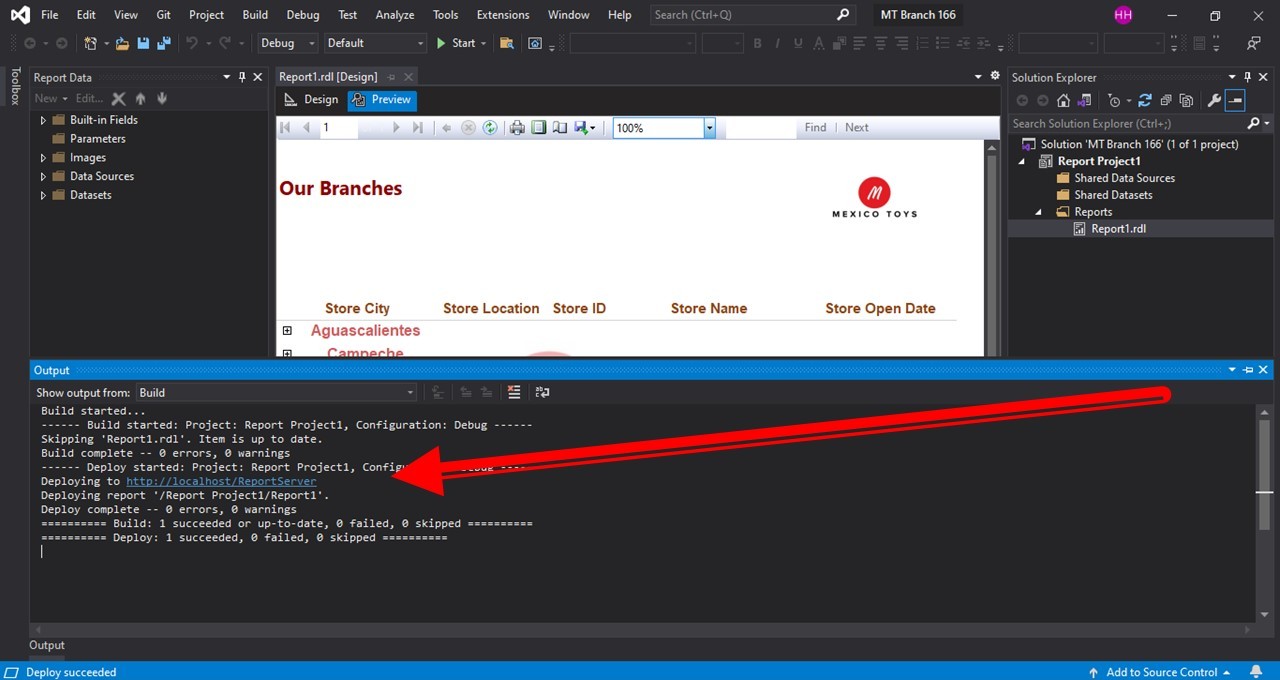 File Edit View Git Project Build Debug Test Analyze Tools Extensions Window Help Search (Ctrl+Q) MT Branch 166 HH
Debug Default Start B I U A
Toolbox
Report Data
New Edit...
Built-in Fields
Parameters
Images
Data Sources
Datasets
Report1.rdl [Design]
Design Preview
1 100% Find Next
Our Branches
MEXICO TOYS
Store City Store Location Store ID Store Name Store Open Date
Aguascalientes
Campeche
Solution Explorer
Search Solution Explorer (Ctrl+;)
Solution 'MT Branch 166' (1 of 1 project)
Report Project1
Shared Data Sources
Shared Datasets
Reports
Report1.rdl
Output
Show output from: Build
Build started...
------ Build started: Project: Report Project1, Configuration: Debug ------
Skipping 'Report1.rdl'. Item is up to date.
Build complete -- 0 errors, 0 warnings
------ Deploy started: Project: Report Project1, Debug
Deploying to http://localhost/ReportServer
Deploying report '/Report Project1/Report1'.
Deploy complete -- 0 errors, 0 warnings
========== Build: 1 succeeded or up-to-date, 0 failed, 0 skipped ==========
========== Deploy: 1 succeeded, 0 failed, 0 skipped ==========
Output
Deploy succeeded Add to Source Control